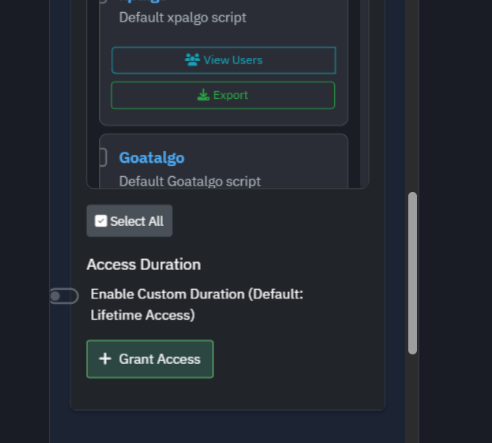 Default xpalgo script
View Users
Export
Goatalgo
Default Goatalgo script
Select All
Access Duration
Enable Custom Duration (Default:
Lifetime Access)
+ Grant Access